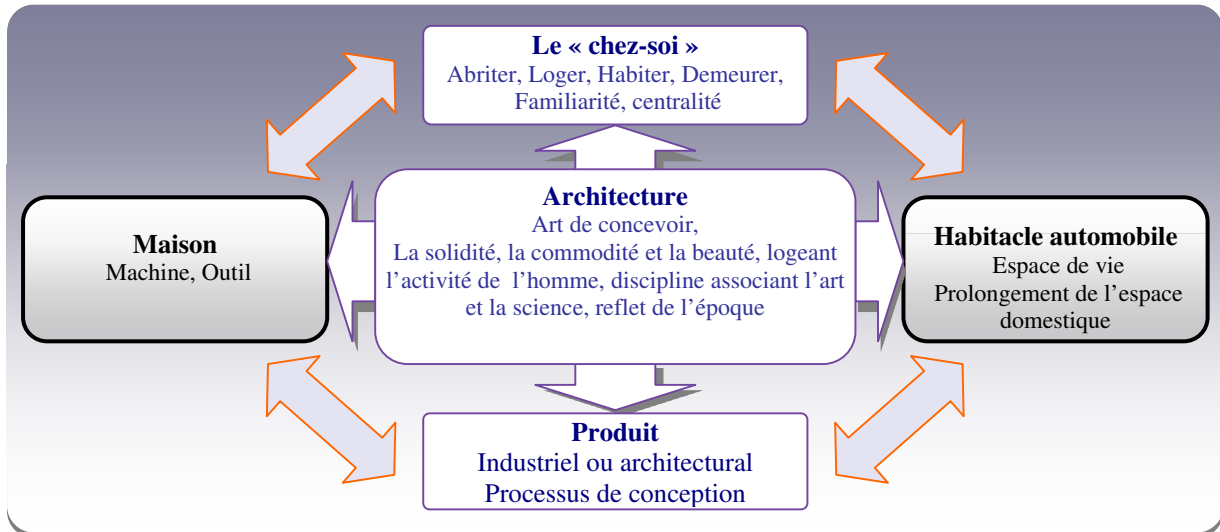 Le « chez-soi »
Abriter, Loger, Habiter, Demeurer,
Familiarité, centralité
Architecture
Art de concevoir,
La solidité, la commodité et la beauté, logeant
l’activité de l’homme, discipline associant l’art
et la science, reflet de l’époque
Maison
Machine, Outil
Habitacle automobile
Espace de vie
Prolongement de l’espace
domestique
Produit
Industriel ou architectural
Processus de conception